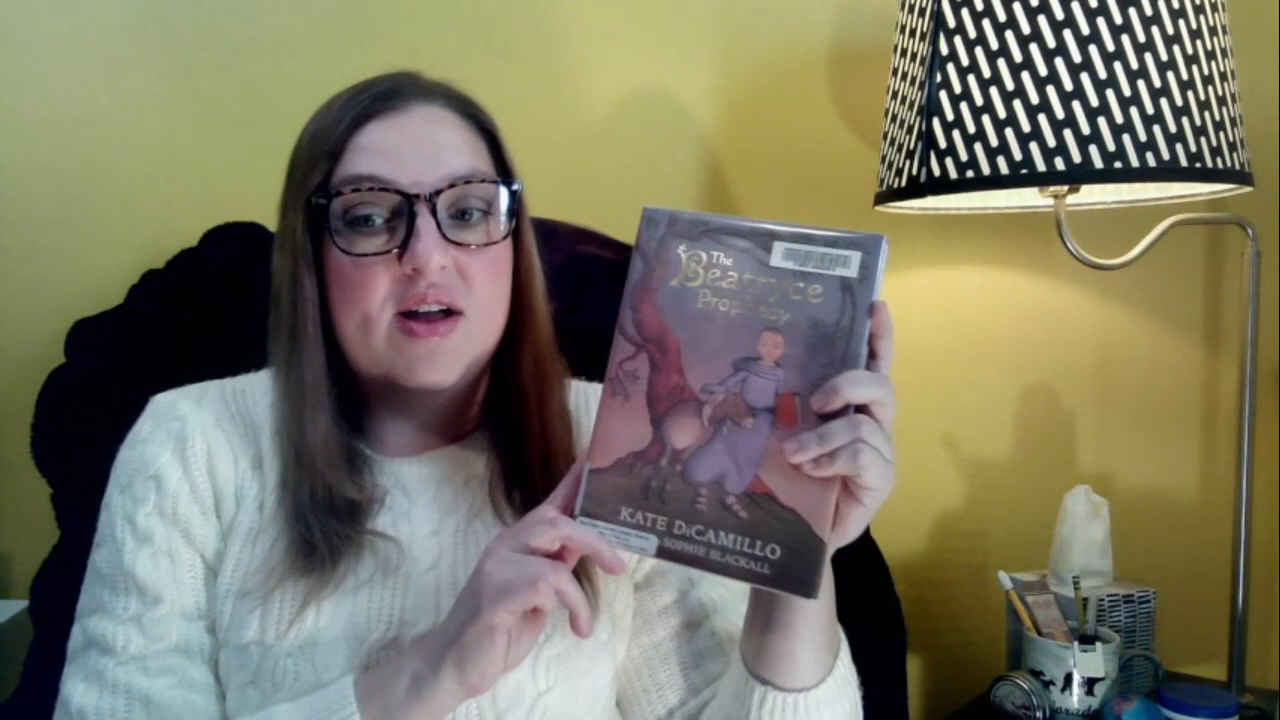 The
Beatryce
Prophecy
KATE DiCAMILLO
SOPHIE BLACKALL